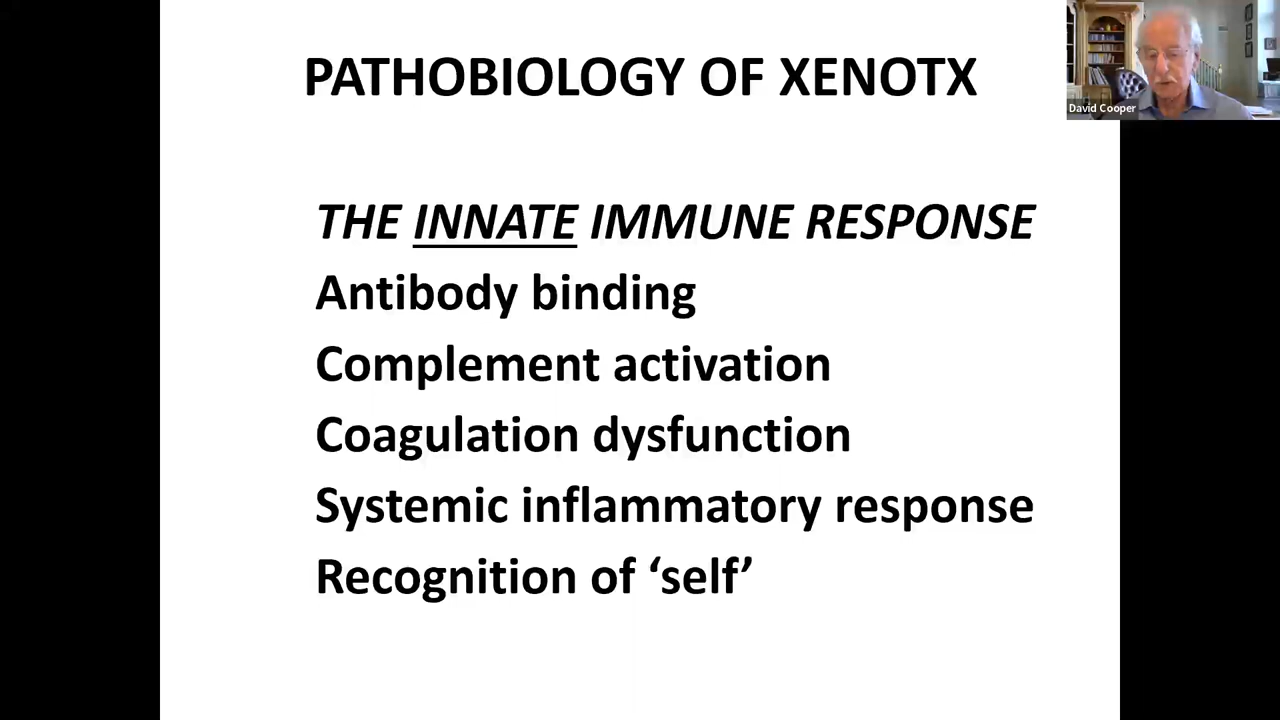 PATHOBIOLOGY OF XENOTX
David Cooper
THE INNATE IMMUNE RESPONSE
Antibody binding
Complement activation
Coagulation dysfunction
Systemic inflammatory response
Recognition of ‘self’